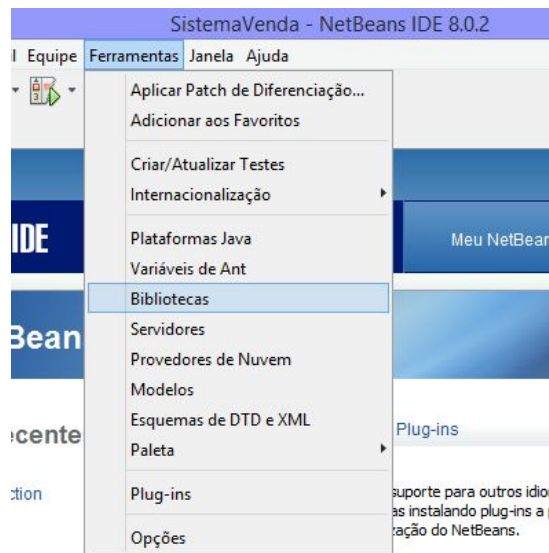 SistemaVenda - NetBeans IDE 8.0.2
Equipe Ferramentas Janela Ajuda
Aplicar Patch de Diferenciação...
Adicionar aos Favoritos
Criar/Atualizar Testes
Internacionalização
IDE
Plataformas Java
Meu NetBean
Variáveis de Ant
Bibliotecas
Servidores
Bean
Provedores de Nuvem
Modelos
Esquemas de DTD e XML
ecente
Plug-ins
Paleta
ction
Plug-ins
suporte para outros idio
as instalando plug-ins a
Opções
zação do NetBeans.